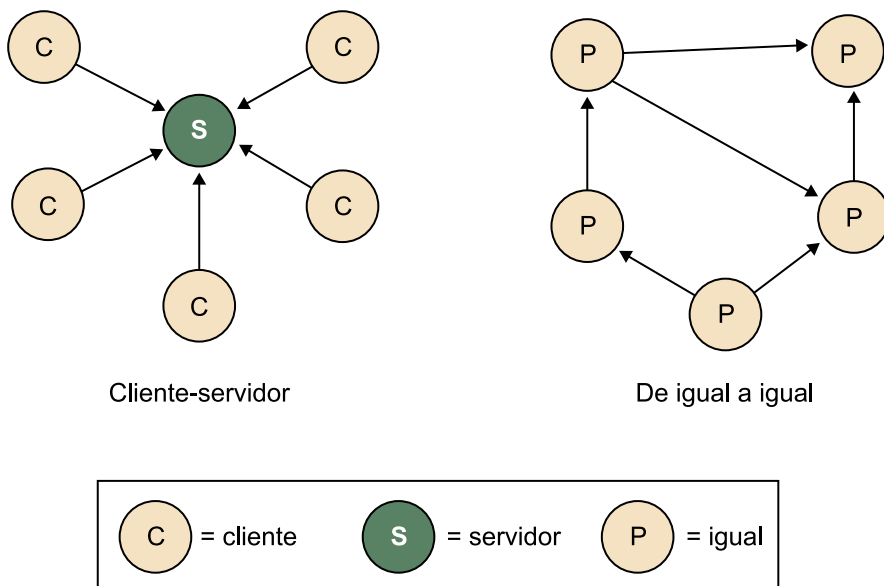 C
C
P
P
S
C
C
P
P
C
P
Cliente-servidor
De igual a igual
C = cliente
S = servidor
P = igual